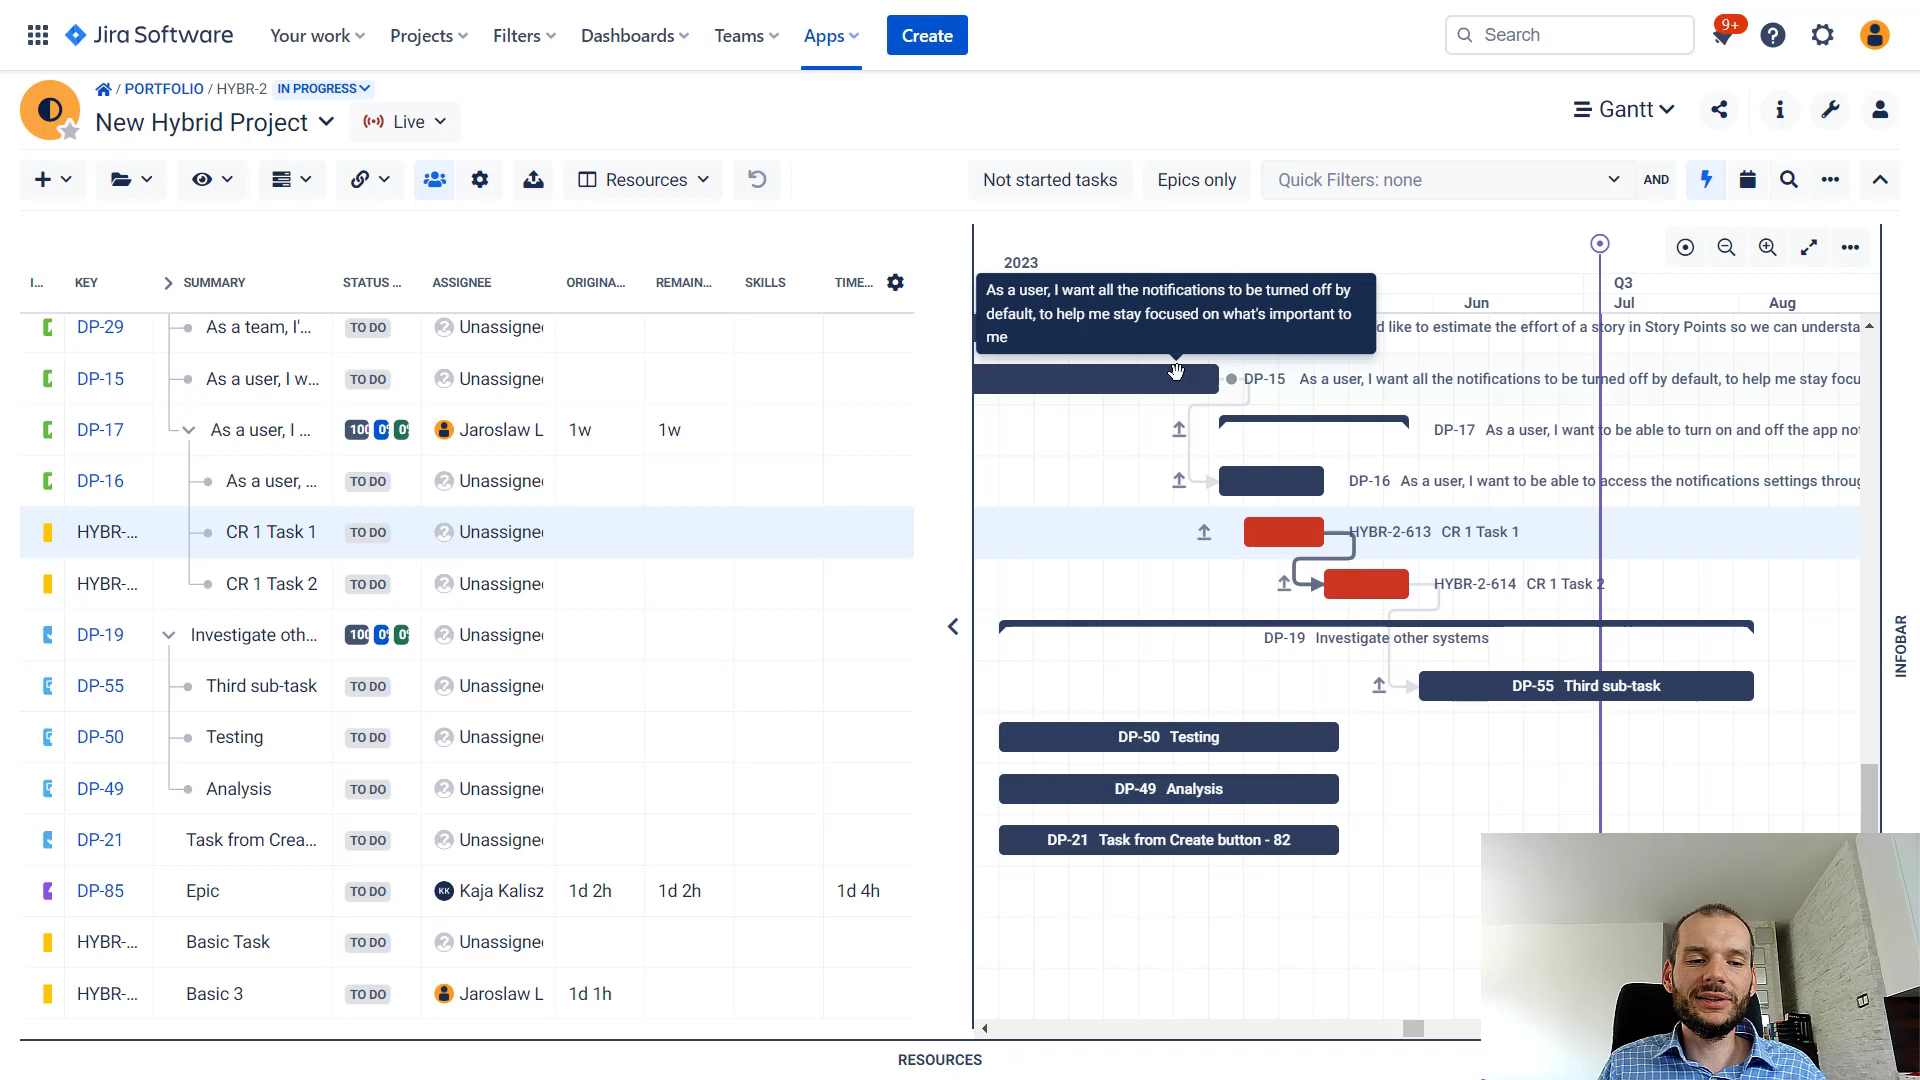 Jira Software Your work Projects Filters Dashboards Teams Apps Create Search 9+
/ PORTFOLIO / HYBR-2 IN PROGRESS
New Hybrid Project Live Gantt
Resources Not started tasks Epics only Quick Filters: none AND
2023
I... KEY SUMMARY STATUS ... ASSIGNEE ORIGINA... REMAIN... SKILLS TIME... Q3
Jun Jul Aug
As a user, I want all the notifications to be turned off by
default, to help me stay focused on what's important to
me
DP-29 As a team, I'... TO DO Unassigne d like to estimate the effort of a story in Story Points so we can understa
DP-15 As a user, I w... TO DO Unassigne DP-15 As a user, I want all the notifications to be turned off by default, to help me stay focu
DP-17 As a user, I ... 100 0% 0% Jaroslaw L 1w 1w DP-17 As a user, I want to be able to turn on and off the app no
DP-16 As a user, ... TO DO Unassigne DP-16 As a user, I want to be able to access the notifications settings throug
HYBR-... CR 1 Task 1 TO DO Unassigne HYBR-2-613 CR 1 Task 1
HYBR-... CR 1 Task 2 TO DO Unassigne HYBR-2-614 CR 1 Task 2
DP-19 Investigate oth... 100 0% 0% Unassigne DP-19 Investigate other systems
DP-55 Third sub-task TO DO Unassigne DP-55 Third sub-task
DP-50 Testing TO DO Unassigne DP-50 Testing
DP-49 Analysis TO DO Unassigne DP-49 Analysis
DP-21 Task from Crea... TO DO Unassigne DP-21 Task from Create button - 82
DP-85 Epic TO DO KK Kaja Kalisz 1d 2h 1d 2h 1d 4h
HYBR-... Basic Task TO DO Unassigne
HYBR-... Basic 3 TO DO Jaroslaw L 1d 1h
INFOBAR
RESOURCES